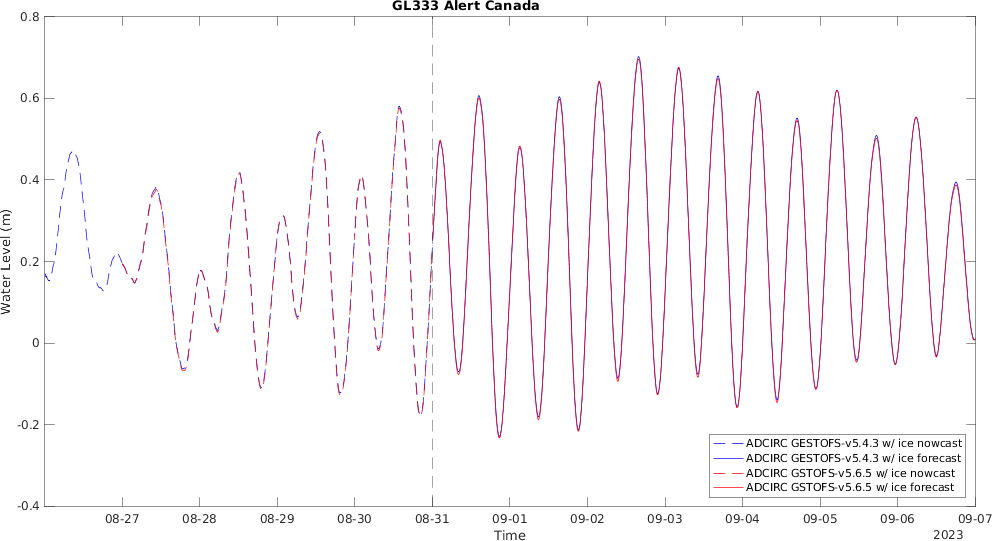 GL333 Alert Canada
0.8
0.6
0.4
0.2
0
-0.2
-0.4
Water Level (m)
ADCIRC GESTOFS-v5.4.3 w/ ice nowcast
ADCIRC GESTOFS-v5.4.3 w/ ice forecast
ADCIRC GSTOFS-v5.6.5 w/ ice nowcast
ADCIRC GSTOFS-v5.6.5 w/ ice forecast
08-27 08-28 08-29 08-30 08-31 09-01 09-02 09-03 09-04 09-05 09-06 09-07
Time
2023